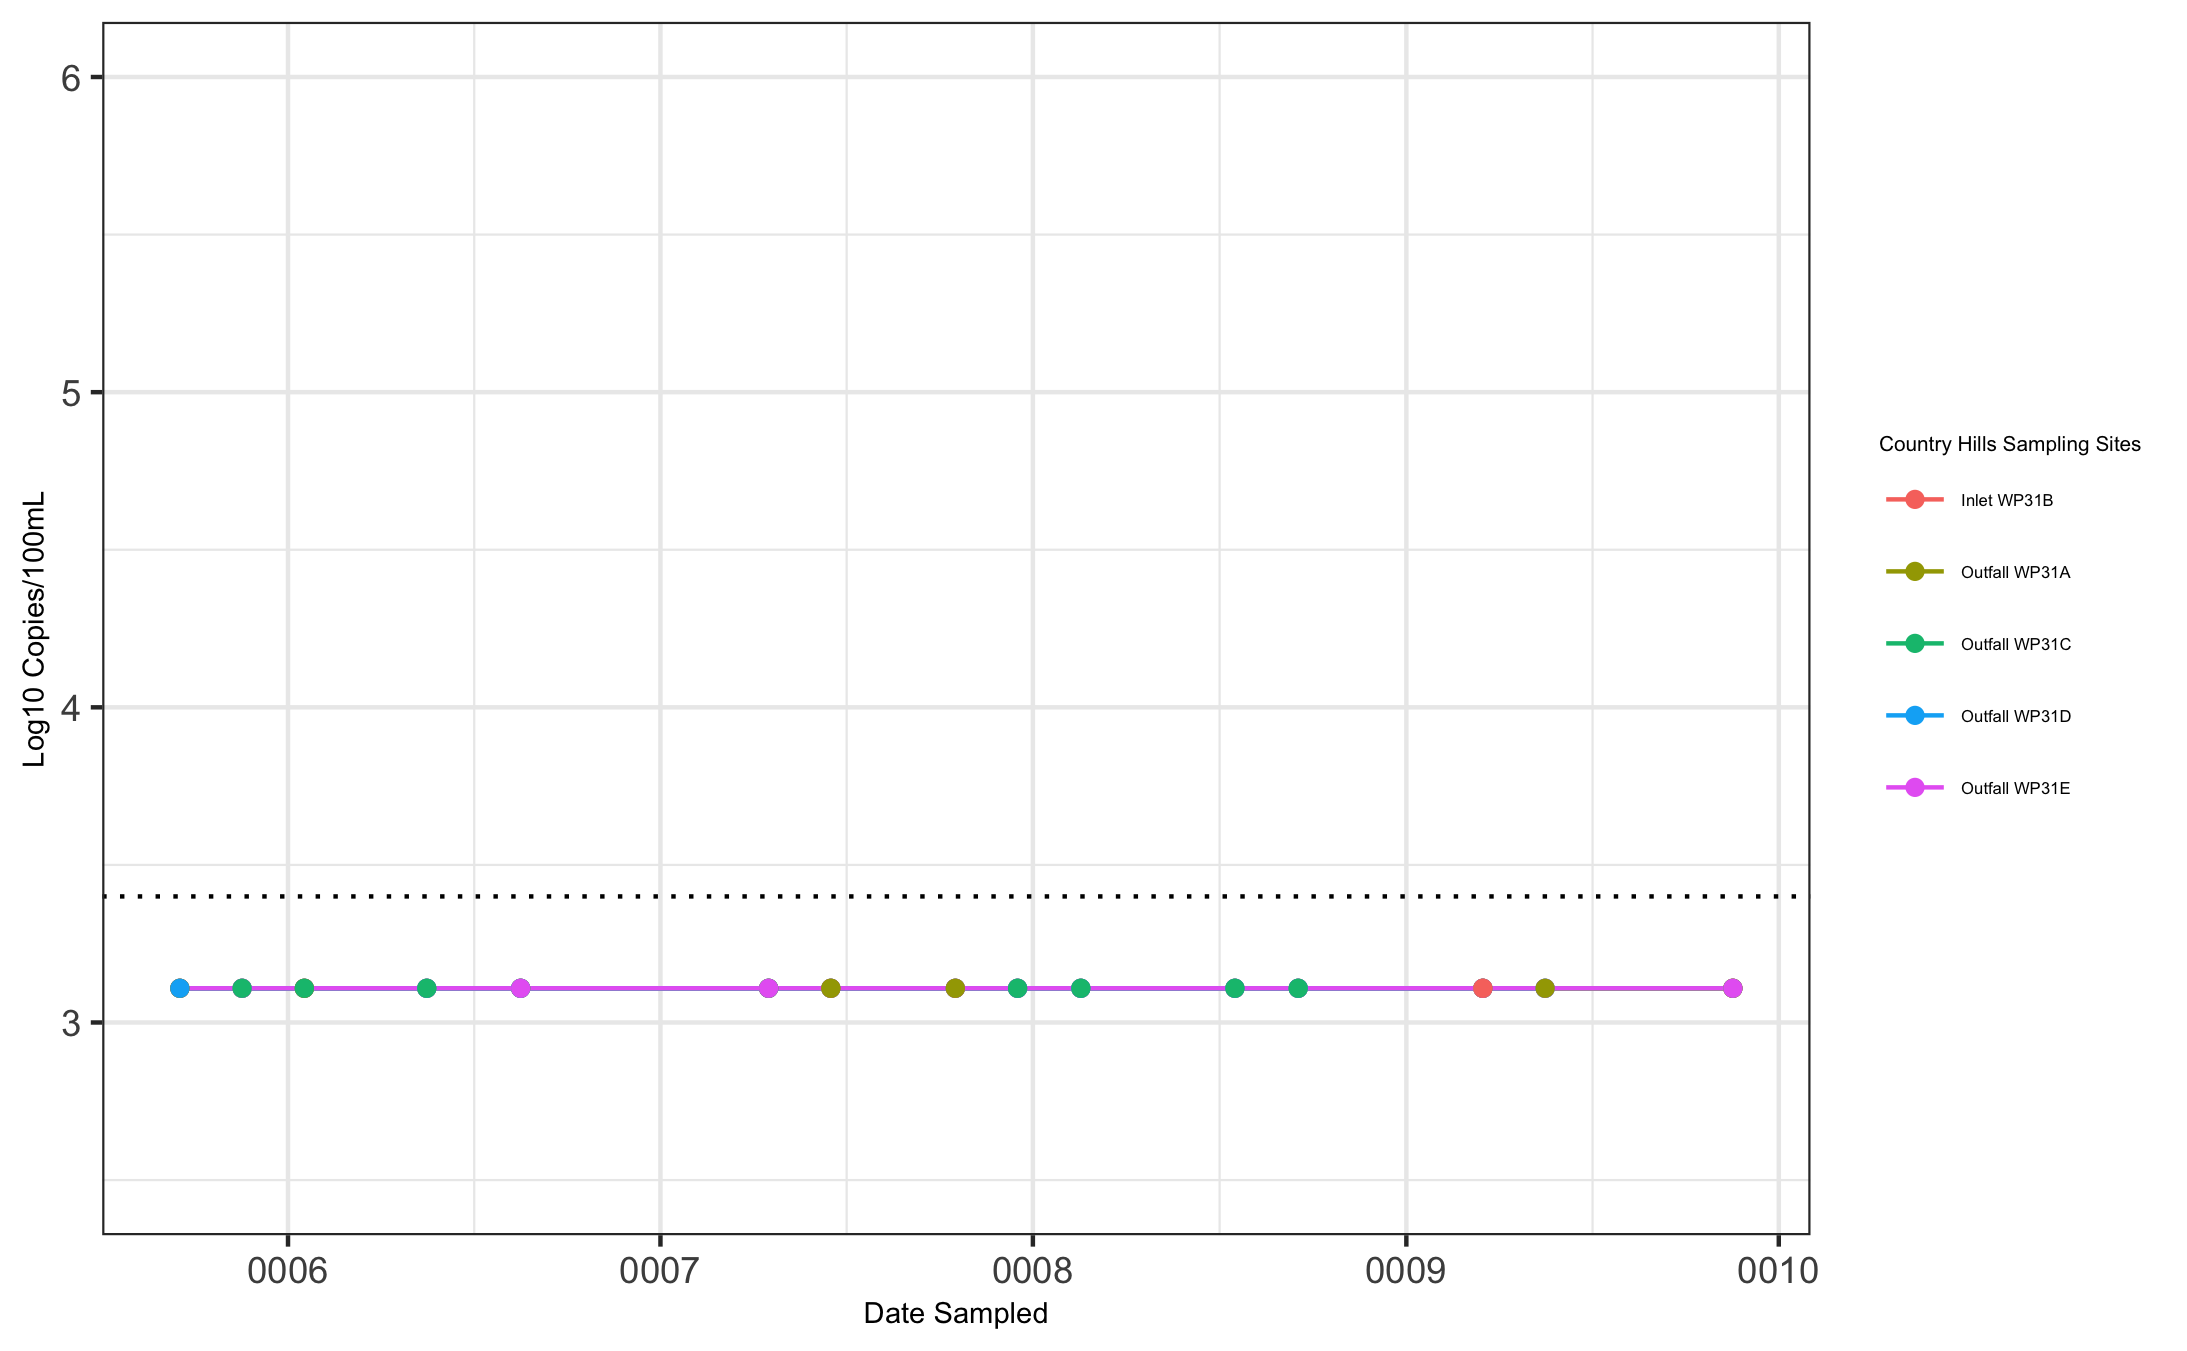 6
5
4
3
Log10 Copies/100mL
0006 0007 0008 0009 0010
Date Sampled
Country Hills Sampling Sites
Inlet WP31B
Outfall WP31A
Outfall WP31C
Outfall WP31D
Outfall WP31E